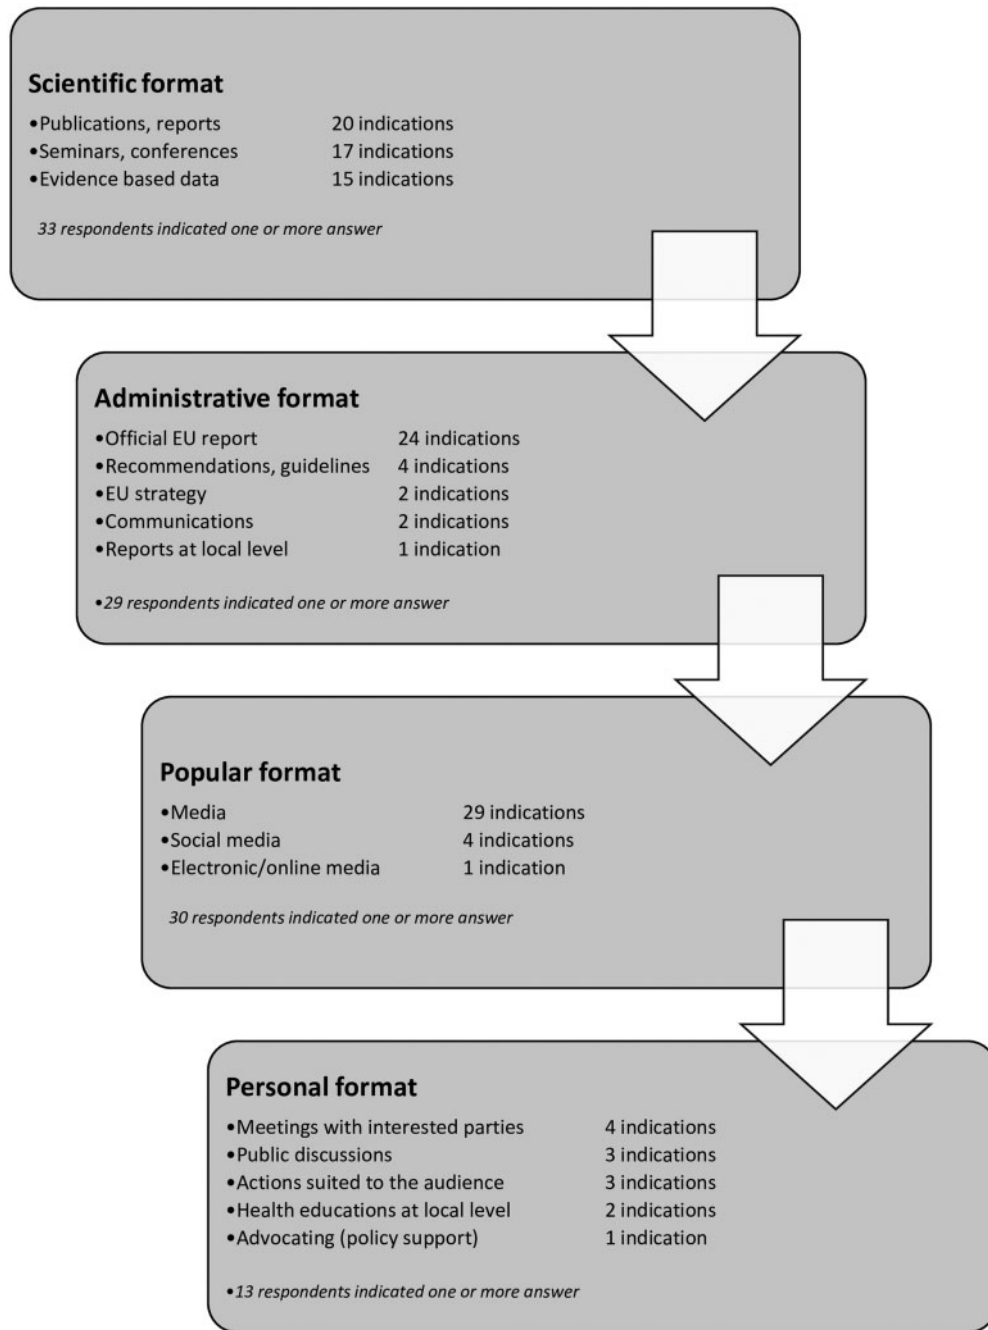 Scientific format
•Publications, reports 20 indications
•Seminars, conferences 17 indications
•Evidence based data 15 indications
33 respondents indicated one or more answer
Administrative format
•Official EU report 24 indications
•Recommendations, guidelines 4 indications
•EU strategy 2 indications
•Communications 2 indications
•Reports at local level 1 indication
•29 respondents indicated one or more answer
Popular format
•Media 29 indications
•Social media 4 indications
•Electronic/online media 1 indication
30 respondents indicated one or more answer
Personal format
•Meetings with interested parties 4 indications
•Public discussions 3 indications
•Actions suited to the audience 3 indications
•Health educations at local level 2 indications
•Advocating (policy support) 1 indication
•13 respondents indicated one or more answer